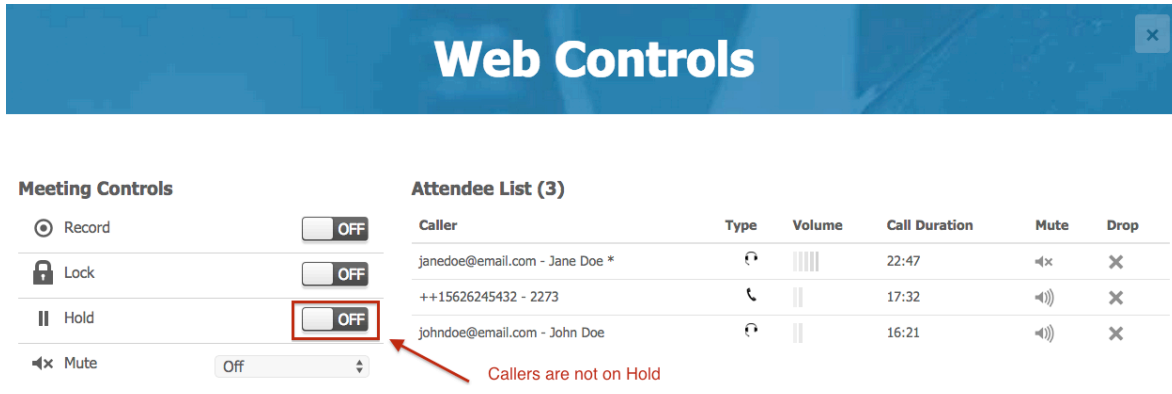 Web Controls
×
Meeting Controls
Record OFF
Lock OFF
Hold OFF
Mute Off
Attendee List (3)
Caller Type Volume Call Duration Mute Drop
janedoe@email.com - Jane Doe * 22:47
++15626245432 - 2273 17:32
johndoe@email.com - John Doe 16:21
Callers are not on Hold